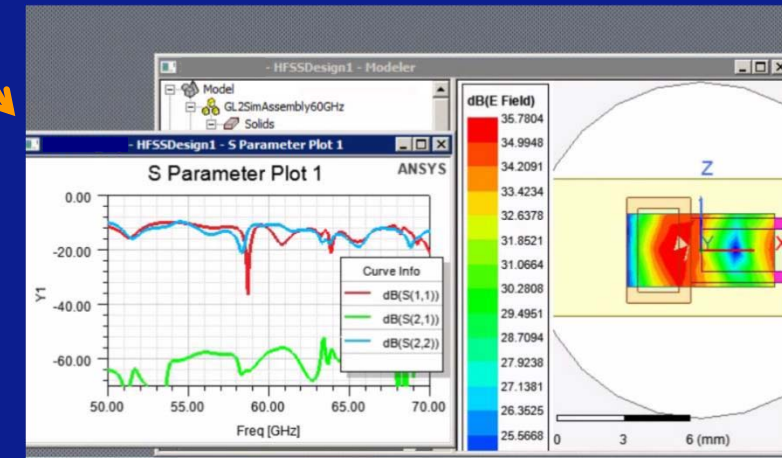 - HFSSDesign1 - Modeler
Model
GL2SimAssembly60GHz
Solids
- HFSSDesign1 - S Parameter Plot 1
S Parameter Plot 1
ANSYS
0.00
-20.00
-40.00
-60.00
Y1
Curve Info
dB(S(1,1))
dB(S(2,1))
dB(S(2,2))
50.00 55.00 60.00 65.00 70.00
Freq [GHz]
dB(E Field)
35.7804
34.9948
34.2091
33.4234
32.6378
31.8521
31.0664
30.2808
29.4951
28.7094
27.9238
27.1381
26.3525
25.5668
Z
Y
X
0 3 6 (mm)